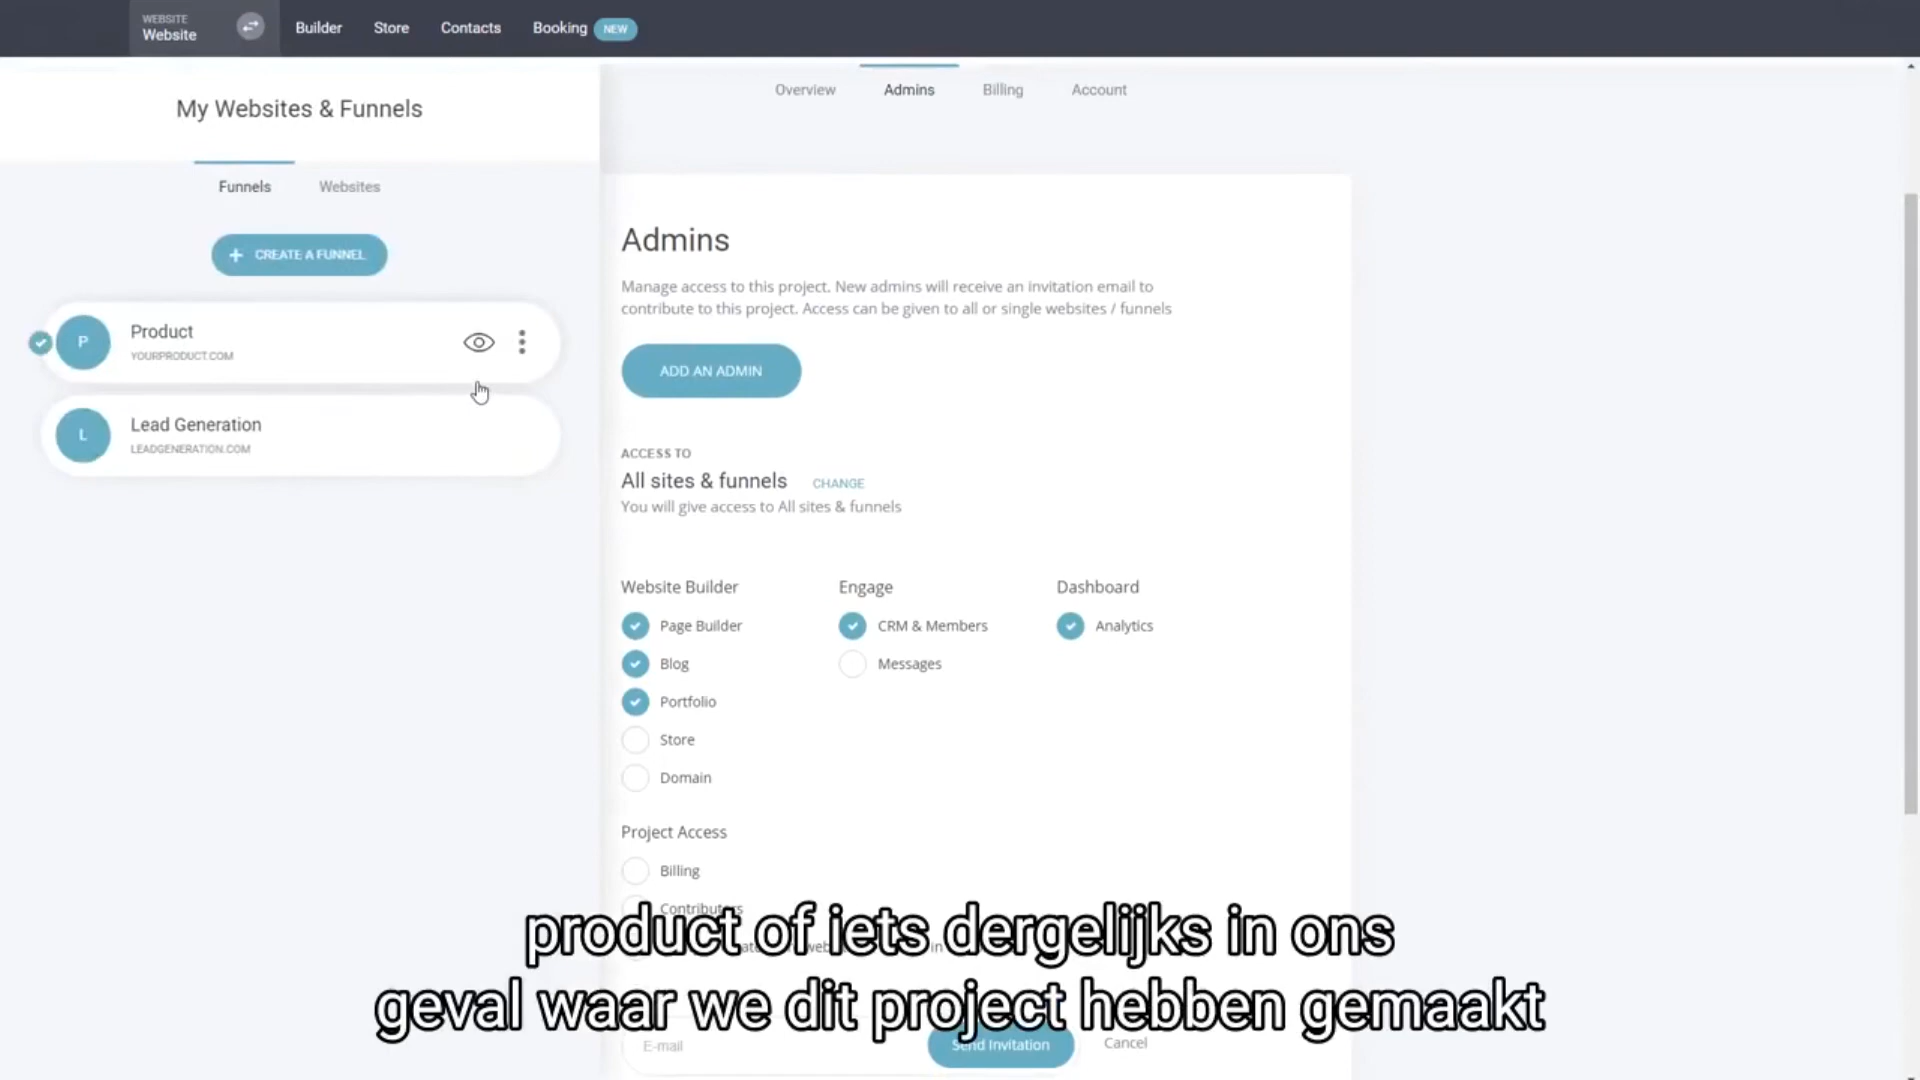 WEBSITE
Website
Builder
Store
Contacts
Booking
NEW
My Websites & Funnels
Funnels
Websites
+ CREATE A FUNNEL
P
Product
YOURPRODUCT.COM
L
Lead Generation
LEADGENERATION.COM
Overview
Admins
Billing
Account
Admins
Manage access to this project. New admins will receive an invitation email to
contribute to this project. Access can be given to all or single websites / funnels
ADD AN ADMIN
ACCESS TO
All sites & funnels
CHANGE
You will give access to All sites & funnels
Website Builder
Page Builder
Blog
Portfolio
Store
Domain
Engage
CRM & Members
Messages
Dashboard
Analytics
Project Access
Billing
Contributors
product of iets dergelijks in ons
geval waar we dit project hebben gemaakt
E-mail
Send Invitation
Cancel